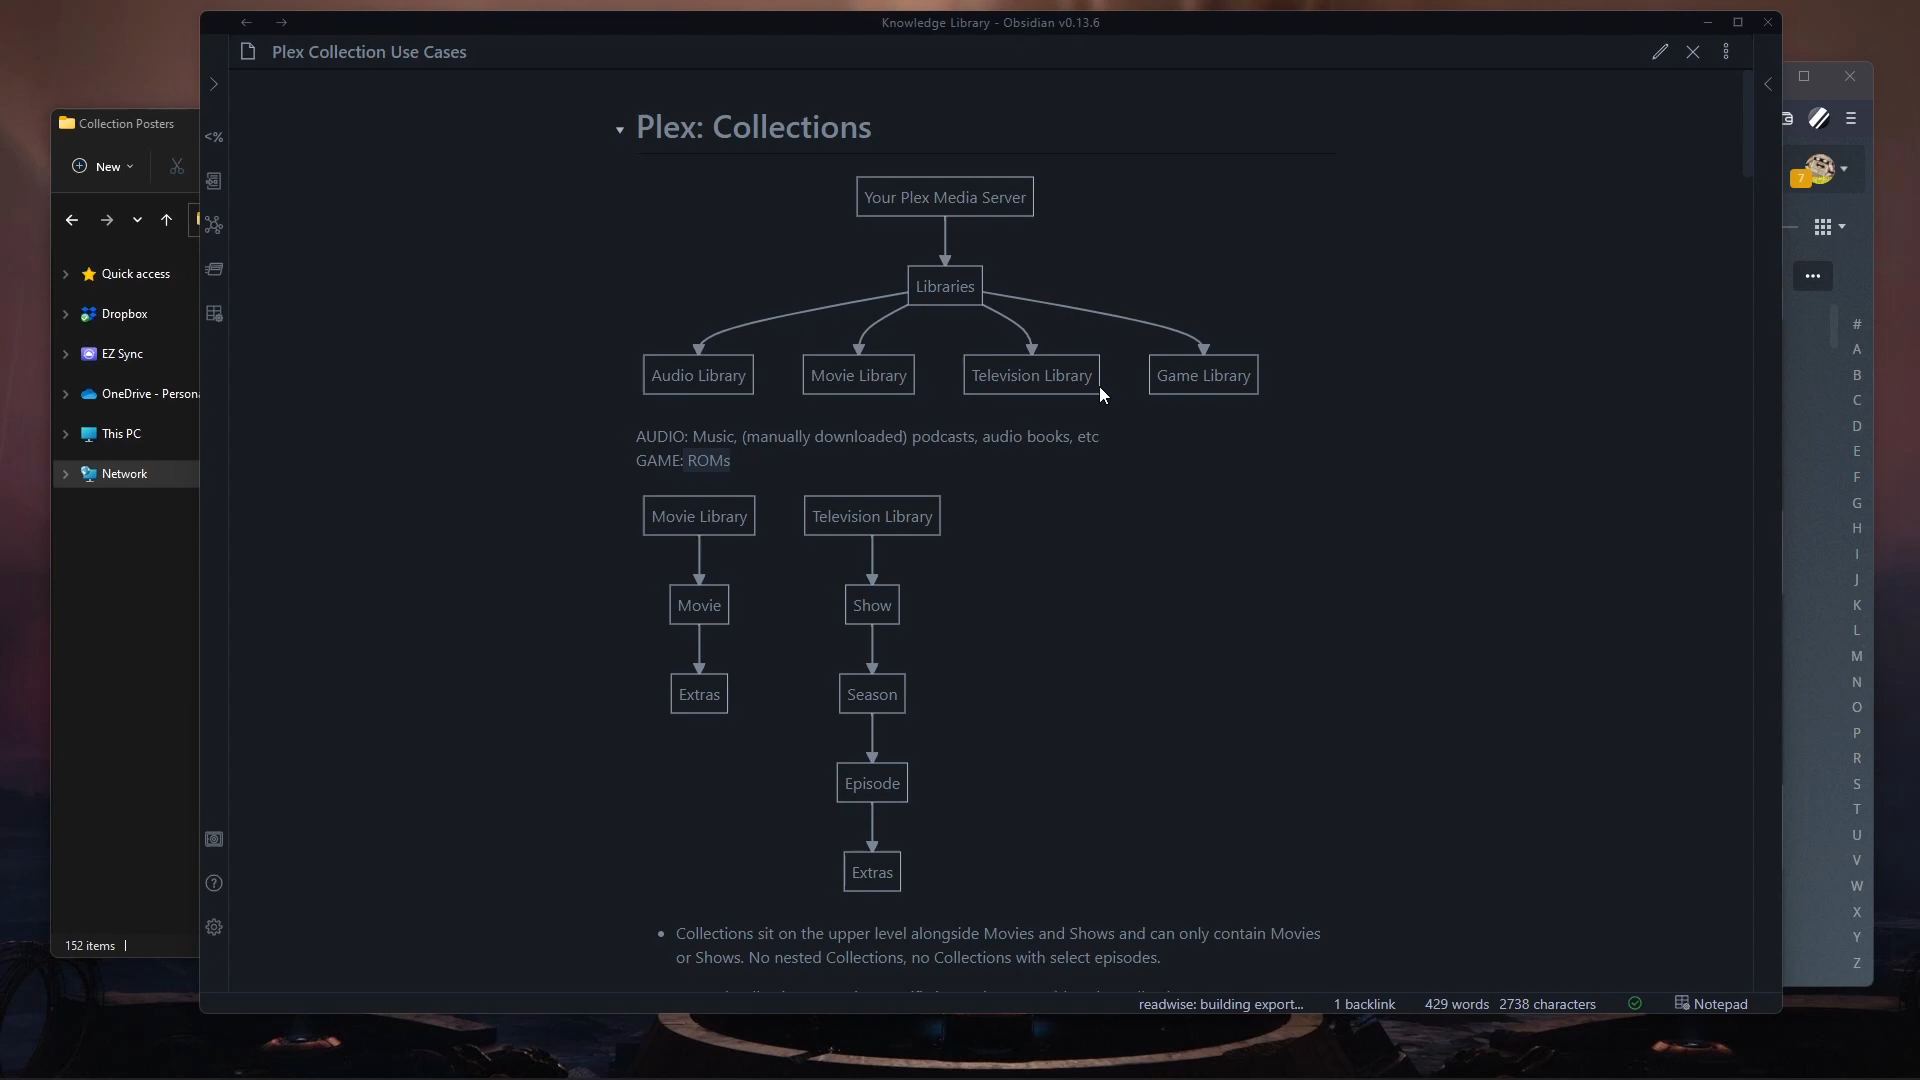 Knowledge Library - Obsidian v0.13.6
Plex Collection Use Cases
Collection Posters
New
Quick access
Dropbox
EZ Sync
OneDrive - Persona
This PC
Network
152 items
<%
Plex: Collections
Your Plex Media Server
Libraries
Audio Library
Movie Library
Television Library
Game Library
AUDIO: Music, (manually downloaded) podcasts, audio books, etc
GAME: ROMs
Movie Library
Television Library
Movie
Show
Extras
Season
Episode
Extras
Collections sit on the upper level alongside Movies and Shows and can only contain Movies
or Shows. No nested Collections, no Collections with select episodes.
readwise: building export...
1 backlink
429 words
2738 characters
Notepad
7
#
A
B
C
D
E
F
G
H
I
J
K
L
M
N
O
P
R
S
T
U
V
W
X
Y
Z